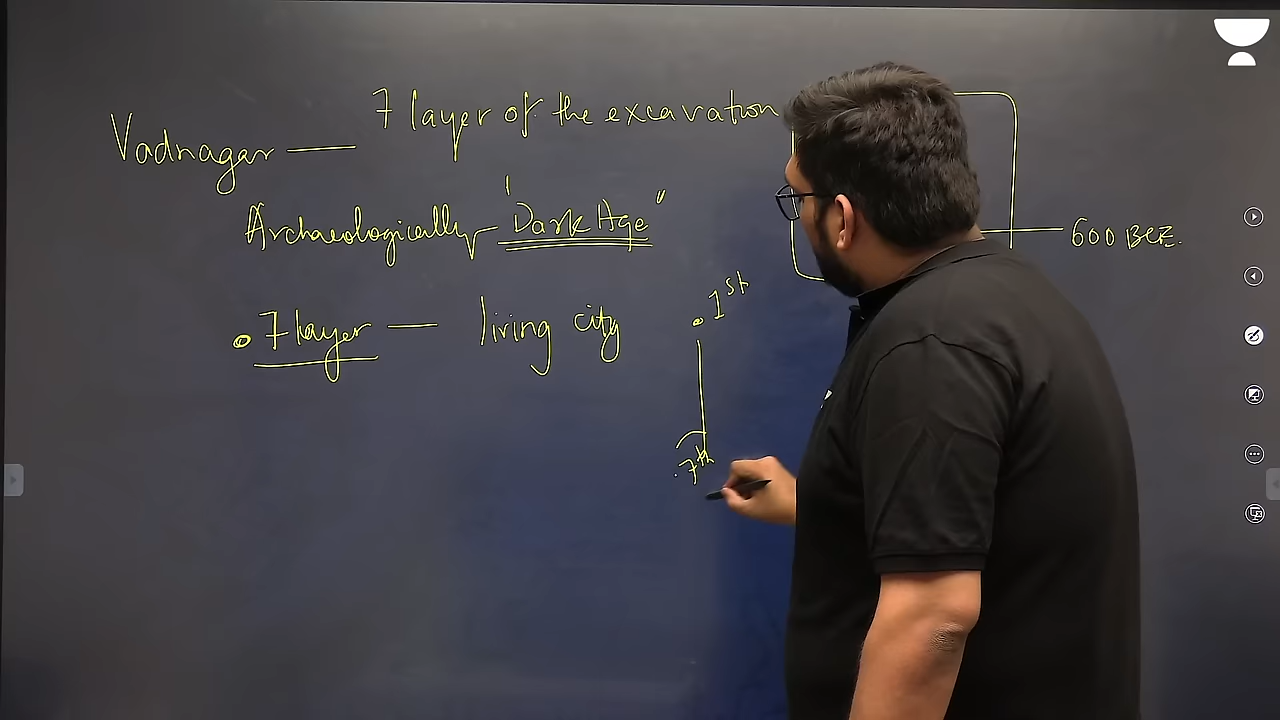 7 layer of the excavation
Vadnagar —
Archaeologically - 'Dark Age"
600 BCE.
• 7 layer — living city
• 1st
. 7th